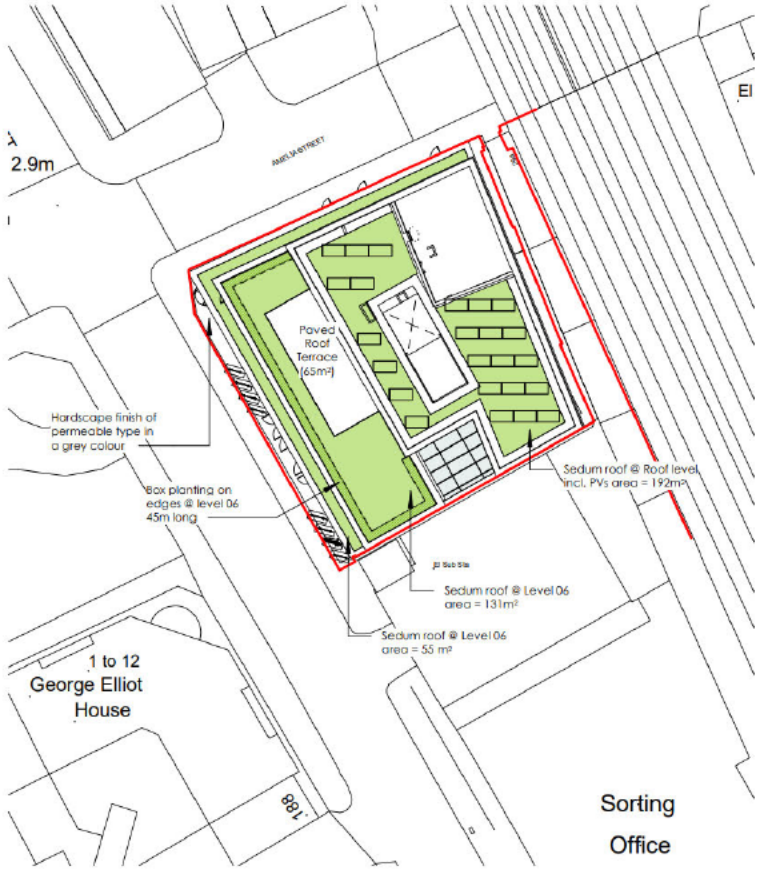 El
2.9m
AMELIA STREET
Paved
Roof
Terrace
(65m²)
Hardscape finish of
permeable type in
a grey colour
Box planting on
edges @ level 06
45m long
Sedum roof @ Roof level
incl. PVs area = 192m²
El Sub Sta
Sedum roof @ Level 06
area = 131m²
Sedum roof @ Level 06
area = 55 m²
1 to 12
George Elliot
House
188
Sorting
Office